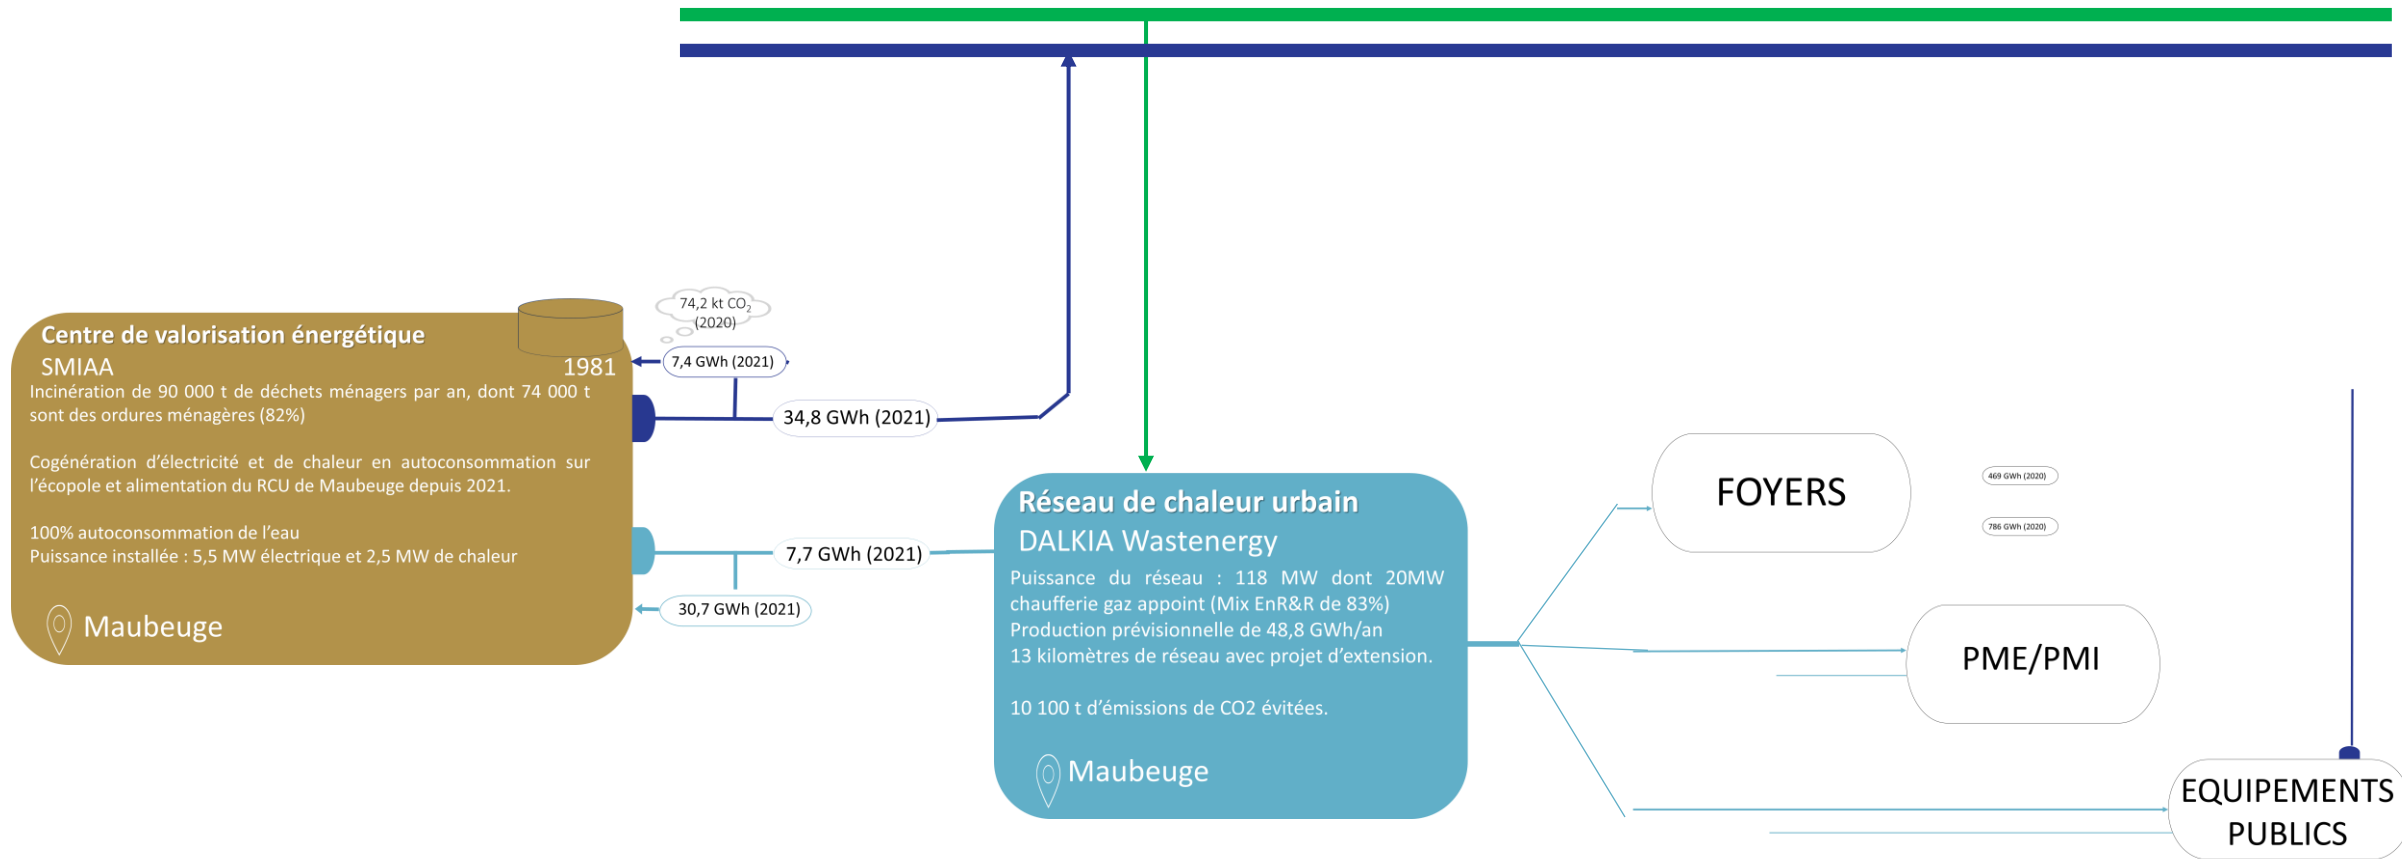 74,2 kt CO₂
(2020)
Centre de valorisation énergétique
SMIAA 1981
7,4 GWh (2021)
Incinération de 90 000 t de déchets ménagers par an, dont 74 000 t
sont des ordures ménagères (82%)
34,8 GWh (2021)
Cogénération d’électricité et de chaleur en autoconsommation sur
l’écopole et alimentation du RCU de Maubeuge depuis 2021.
100% autoconsommation de l’eau
Puissance installée : 5,5 MW électrique et 2,5 MW de chaleur
7,7 GWh (2021)
30,7 GWh (2021)
Maubeuge
Réseau de chaleur urbain
DALKIA Wastenergy
Puissance du réseau : 118 MW dont 20MW
chaufferie gaz appoint (Mix EnR&R de 83%)
Production prévisionnelle de 48,8 GWh/an
13 kilomètres de réseau avec projet d’extension.
10 100 t d’émissions de CO2 évitées.
Maubeuge
FOYERS
469 GWh (2020)
786 GWh (2020)
PME/PMI
EQUIPEMENTS
PUBLICS